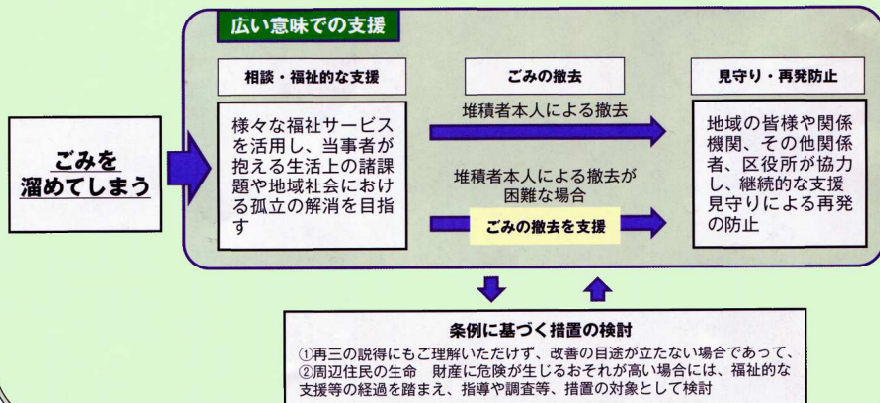 広い意味での支援
相談・福祉的な支援
ごみの撤去
見守り・再発防止
ごみを
溜めてしまう
様々な福祉サービス
を活用し、当事者が
抱える生活上の諸課
題や地域社会におけ
る孤立の解消を目指
す
堆積者本人による撤去
堆積者本人による撤去が
困難な場合
ごみの撤去を支援
地域の皆様や関係
機関、その他関係
者、区役所が協力
し、継続的な支援
見守りによる再発
の防止
条例に基づく措置の検討
①再三の説得にもご理解いただけず、改善の目途が立たない場合であって、
②周辺住民の生命 財産に危険が生じるおそれが高い場合には、福祉的な
支援等の経過を踏まえ、指導や調査等、措置の対象として検討